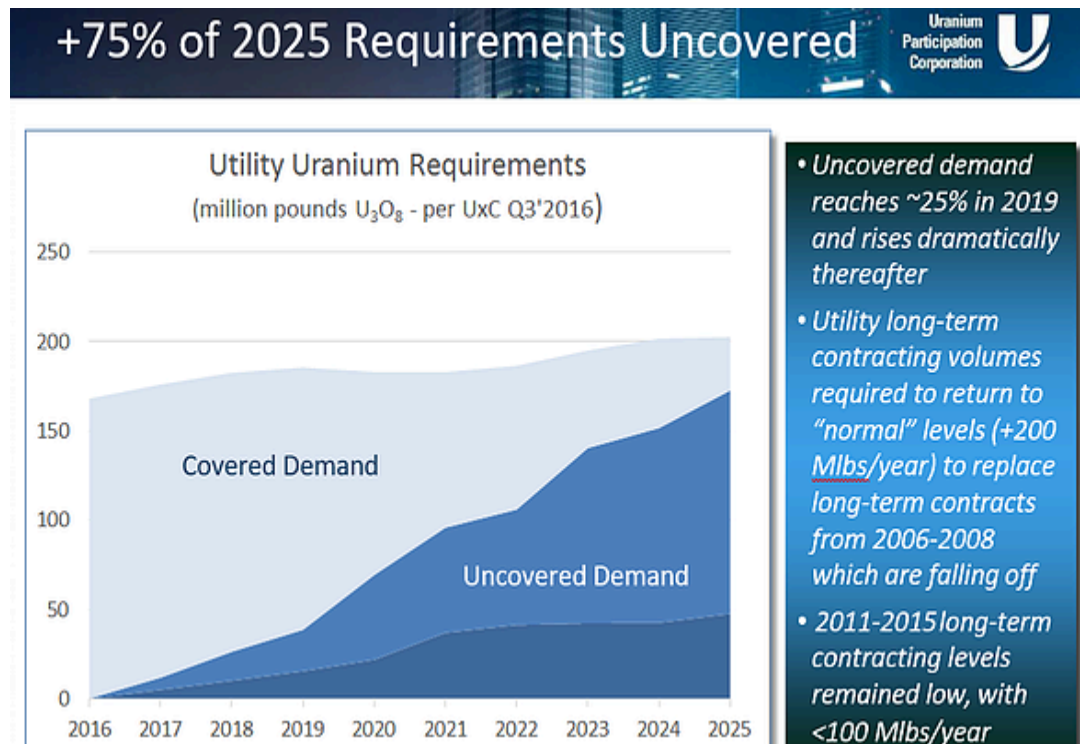 +75% of 2025 Requirements Uncovered
Uranium
Participation
Corporation
Utility Uranium Requirements
(million pounds U₃O₈ - per UxC Q3'2016)
250
200
150
100
50
0
Covered Demand
Uncovered Demand
2016 2017 2018 2019 2020 2021 2022 2023 2024 2025
• Uncovered demand
reaches ~25% in 2019
and rises dramatically
thereafter
• Utility long-term
contracting volumes
required to return to
“normal” levels (+200
Mlbs/year) to replace
long-term contracts
from 2006-2008
which are falling off
• 2011-2015 long-term
contracting levels
remained low, with
<100 Mlbs/year